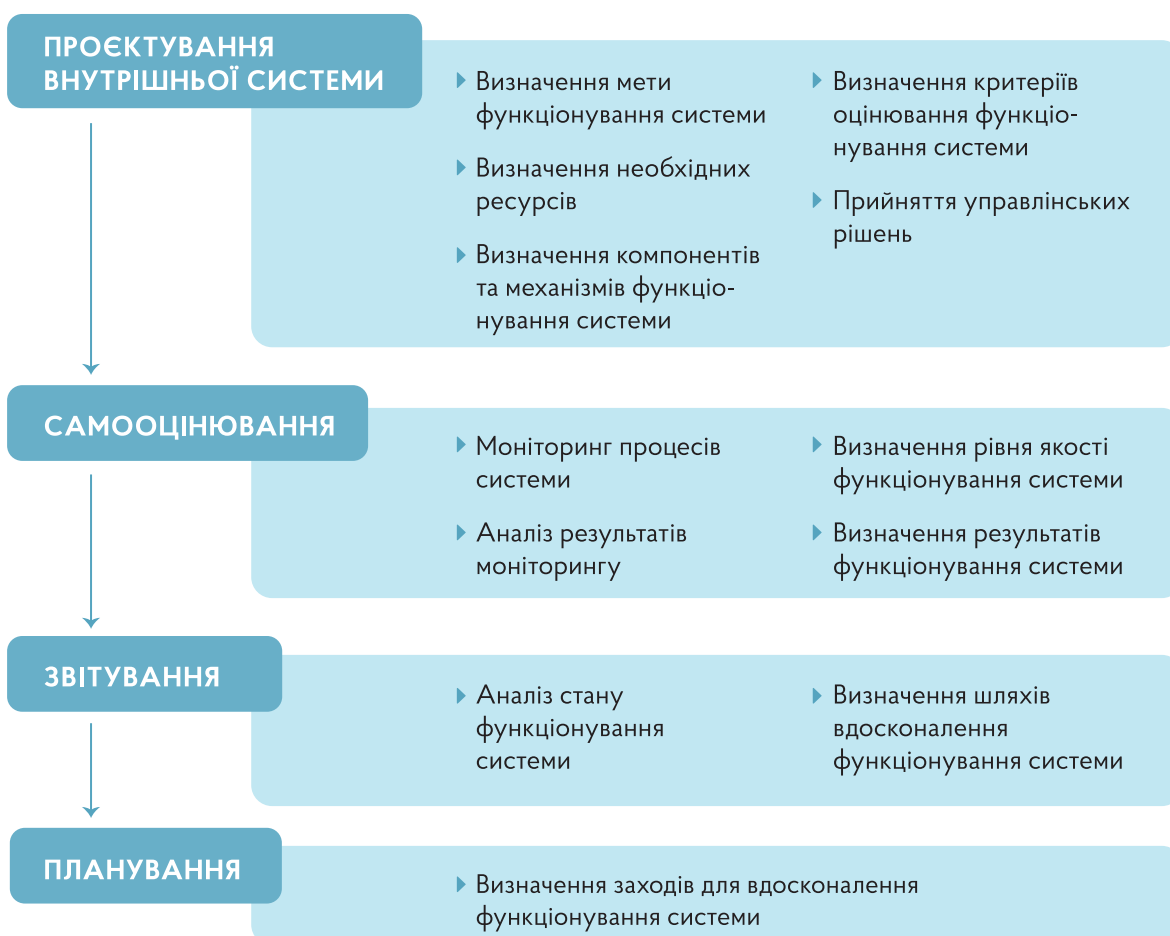 ПРОЄКТУВАННЯ
ВНУТРІШНЬОЇ СИСТЕМИ
Визначення мети
функціонування системи
Визначення необхідних
ресурсів
Визначення компонентів
та механізмів функціо-
нування системи
Визначення критеріїв
оцінювання функціо-
нування системи
Прийняття управлінських
рішень
САМООЦІНЮВАННЯ
Моніторинг процесів
системи
Аналіз результатів
моніторингу
Визначення рівня якості
функціонування системи
Визначення результатів
функціонування системи
ЗВІТУВАННЯ
Аналіз стану
функціонування
системи
Визначення шляхів
вдосконалення
функціонування системи
ПЛАНУВАННЯ
Визначення заходів для вдосконалення
функціонування системи